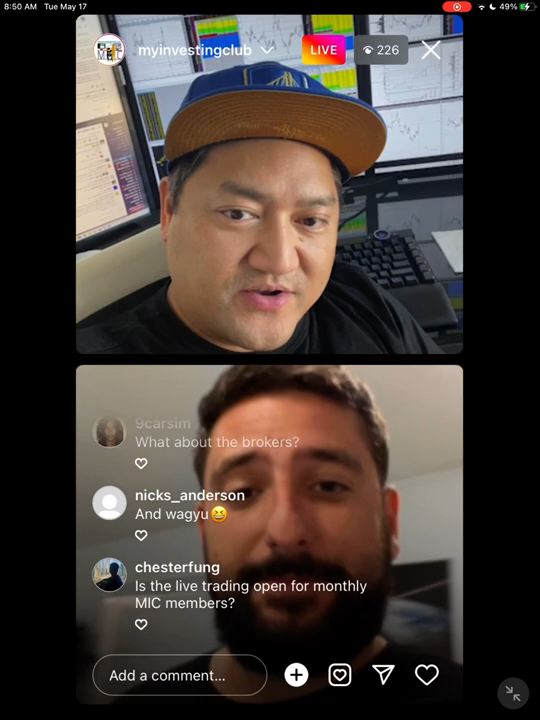 8:50 AM Tue May 17
49%
myinvestingclub
LIVE
226
9carsim
What about the brokers?
nicks_anderson
And wagyu😆
chesterfung
Is the live trading open for monthly
MIC members?
Add a comment...